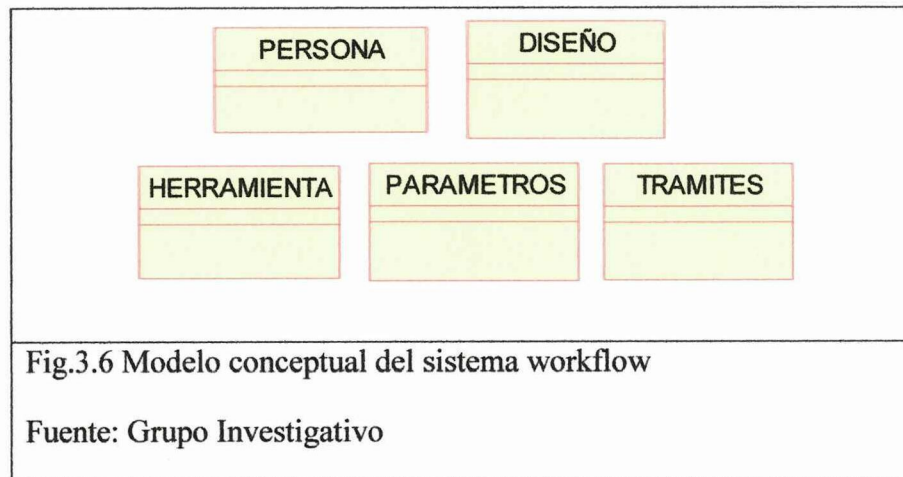 PERSONA DISEÑO
HERRAMIENTA PARAMETROS TRAMITES
Fig.3.6 Modelo conceptual del sistema workflow
Fuente: Grupo Investigativo